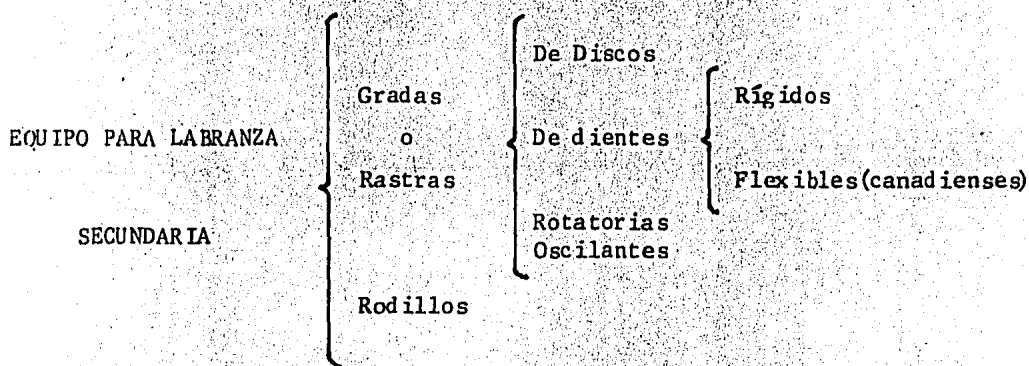 EQUIPO PARA LABRANZA
SECUNDARIA
Gradas
o
Rastras
Rodillos
De Discos
De dientes
Rotatorias
Oscilantes
Rígidos
Flexibles(canadienses)